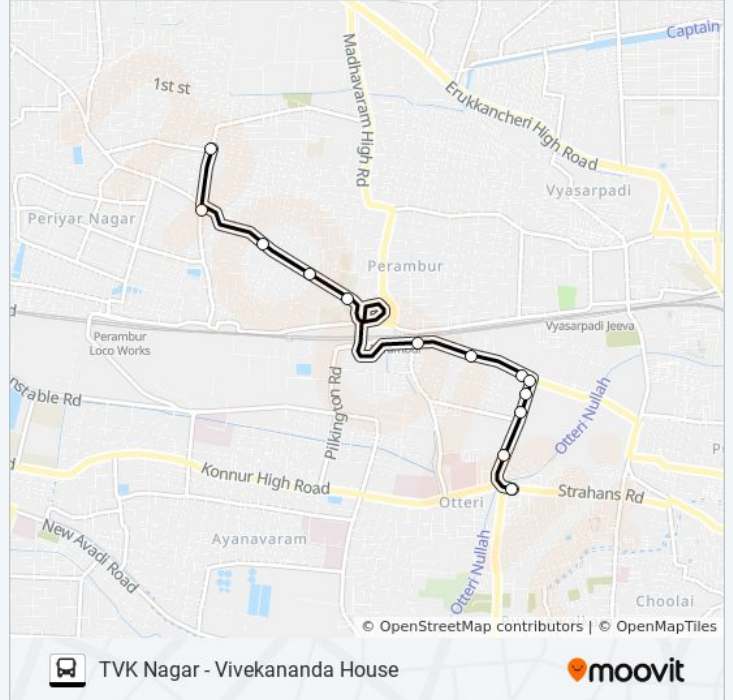 Captain
1st st
Madhavaram High Rd
Erukkancheri High Road
Vyasarpadi
Periyar Nagar
Perambur
Vyasarpadi Jeeva
Perambur
Loco Works
Pilkington Rd
Otteri Nullah
Konnur High Road
Otteri
Strahans Rd
New Avadi Road
Ayanavaram
Otteri Nullah
Choolai
© OpenStreetMap contributors | © OpenMapTiles
TVK Nagar - Vivekananda House
moovit